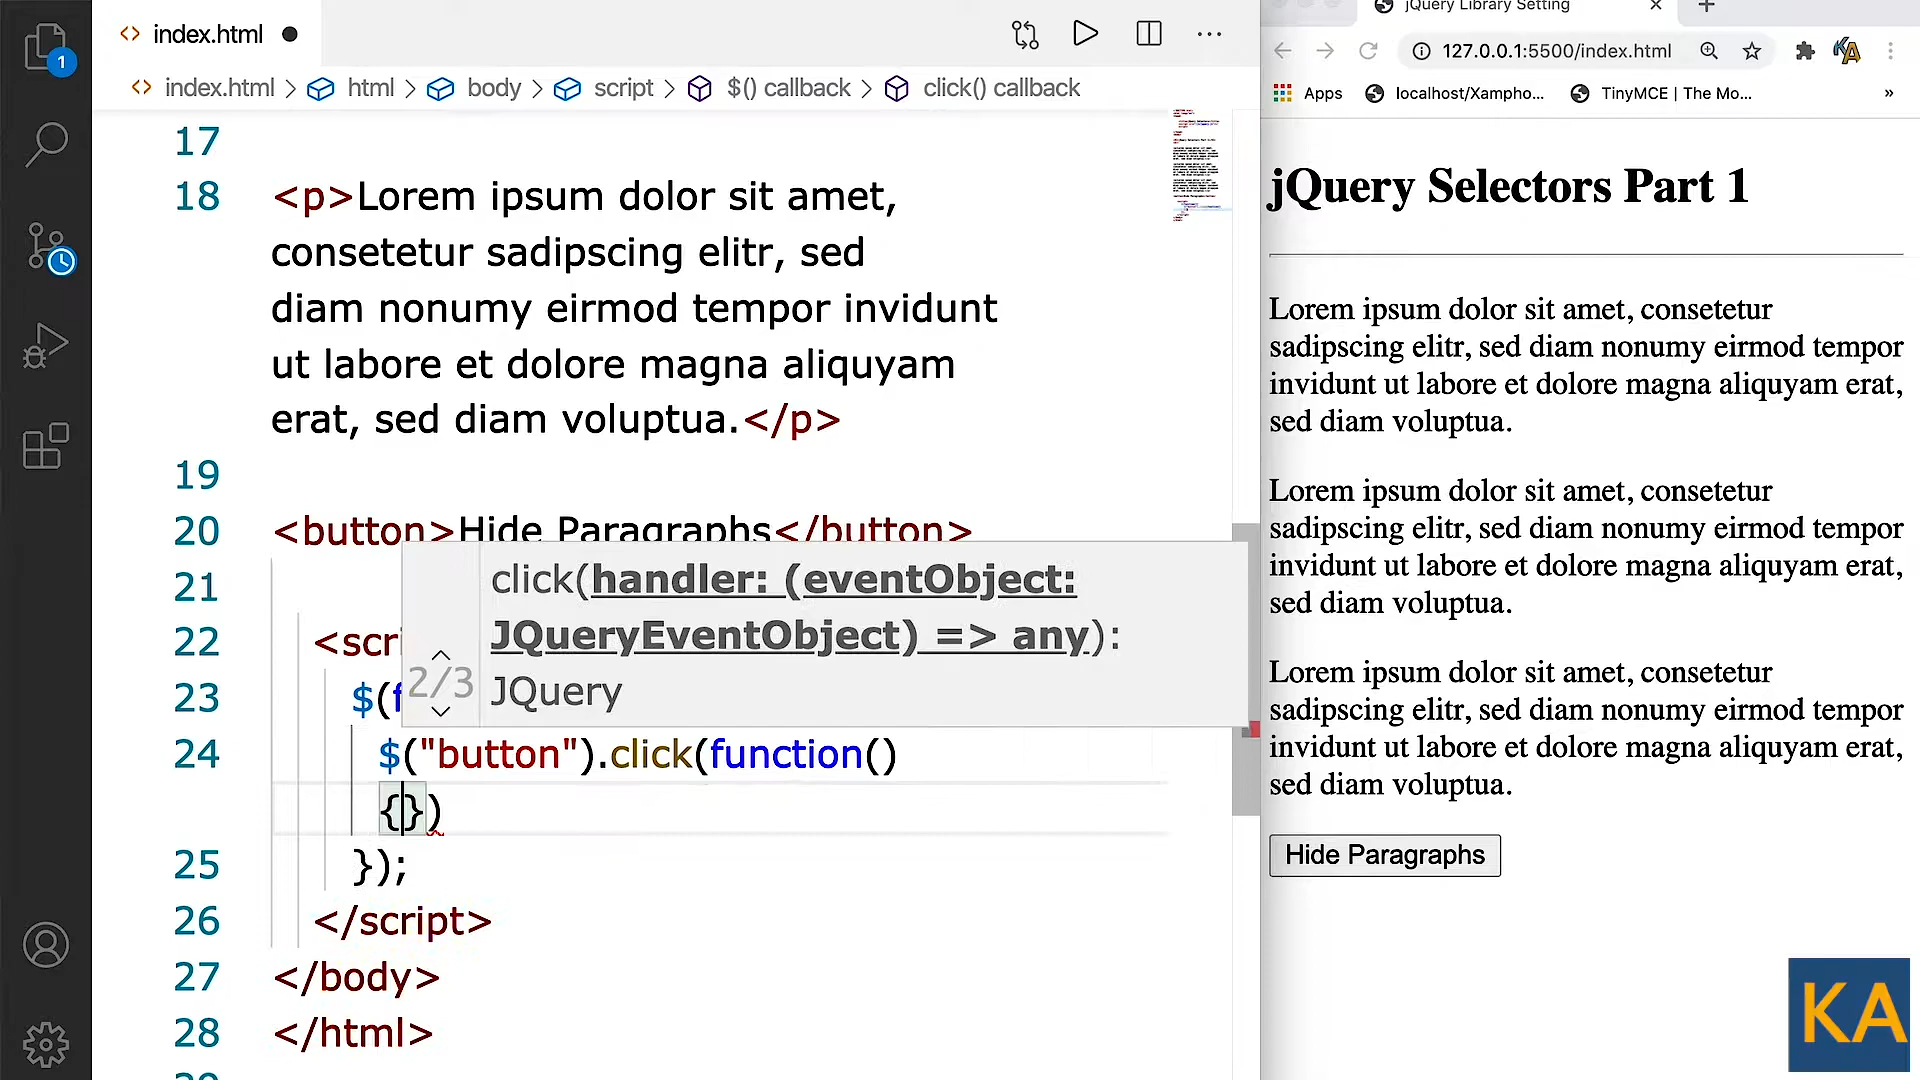 index.html
index.html > html > body > script > $() callback > click() callback
1
17
18 <p>Lorem ipsum dolor sit amet,
consetetur sadipscing elitr, sed
diam nonumy eirmod tempor invidunt
ut labore et dolore magna aliquyam
erat, sed diam voluptua.</p>
19
20 <button>Hide Paragraphs</button>
21
click(handler: (eventObject:
JQueryEventObject) => any):
JQuery
2/3
22 <scri
23 $(f
24 $("button").click(function()
{})
25 });
26 </script>
27 </body>
28 </html>
jQuery Library Setting
127.0.0.1:5500/index.html
Apps
localhost/Xampho...
TinyMCE | The Mo...
»
jQuery Selectors Part 1
Lorem ipsum dolor sit amet, consetetur
sadipscing elitr, sed diam nonumy eirmod tempor
invidunt ut labore et dolore magna aliquyam erat,
sed diam voluptua.
Lorem ipsum dolor sit amet, consetetur
sadipscing elitr, sed diam nonumy eirmod tempor
invidunt ut labore et dolore magna aliquyam erat,
sed diam voluptua.
Lorem ipsum dolor sit amet, consetetur
sadipscing elitr, sed diam nonumy eirmod tempor
invidunt ut labore et dolore magna aliquyam erat,
sed diam voluptua.
Hide Paragraphs
KA